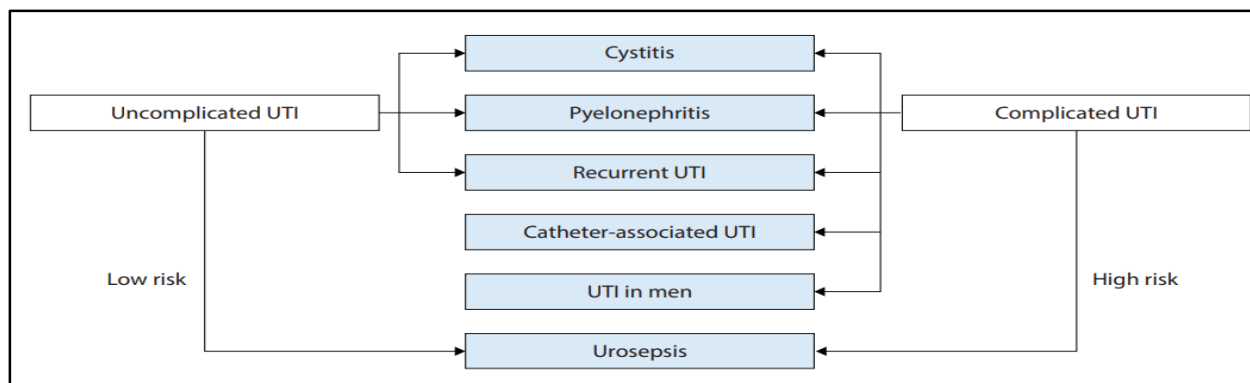 Cystitis
Uncomplicated UTI
Pyelonephritis
Complicated UTI
Recurrent UTI
Catheter-associated UTI
Low risk
UTI in men
High risk
Urosepsis